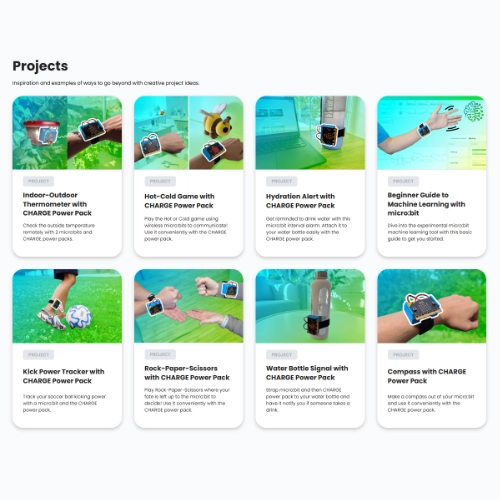 Projects
Inspiration and examples of ways to go beyond with creative project ideas.
PROJECT
Indoor-Outdoor
Thermometer with
CHARGE Power Pack
Check the outside temperature
remotely with 2 micro:bits and
CHARGE power packs.
PROJECT
Hot-Cold Game with
CHARGE Power Pack
Play the Hot or Cold game using
wireless micro:bits to communicate!
Use it conveniently with the CHARGE
power pack.
PROJECT
Hydration Alert with
CHARGE Power Pack
Get reminded to drink water with this
micro:bit interval alarm. Attach it to
your water bottle easily with the
CHARGE power pack.
PROJECT
Beginner Guide to
Machine Learning with
micro:bit
Dive into the experimental micro:bit
machine learning tool with this basic
guide to get you started.
PROJECT
Kick Power Tracker with
CHARGE Power Pack
Track your soccer ball kicking power
with a micro:bit and the CHARGE
power pack.
PROJECT
Rock-Paper-Scissors
with CHARGE Power Pack
Play Rock-Paper-Scissors where your
fate is left up to the micro:bit to
decide! Use it conveniently with the
CHARGE power pack.
PROJECT
Water Bottle Signal with
CHARGE Power Pack
Strap micro:bit and then CHARGE
power pack to your water bottle and
have it notify you if someone takes a
drink.
PROJECT
Compass with CHARGE
Power Pack
Make a compass out of your micro:bit
and use it conveniently with the
CHARGE power pack.